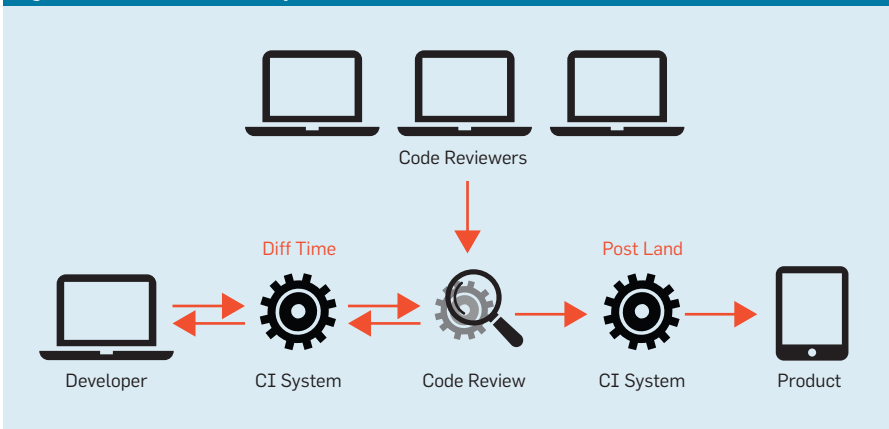 Code Reviewers
Diff Time
Post Land
Developer
CI System
Code Review
CI System
Product